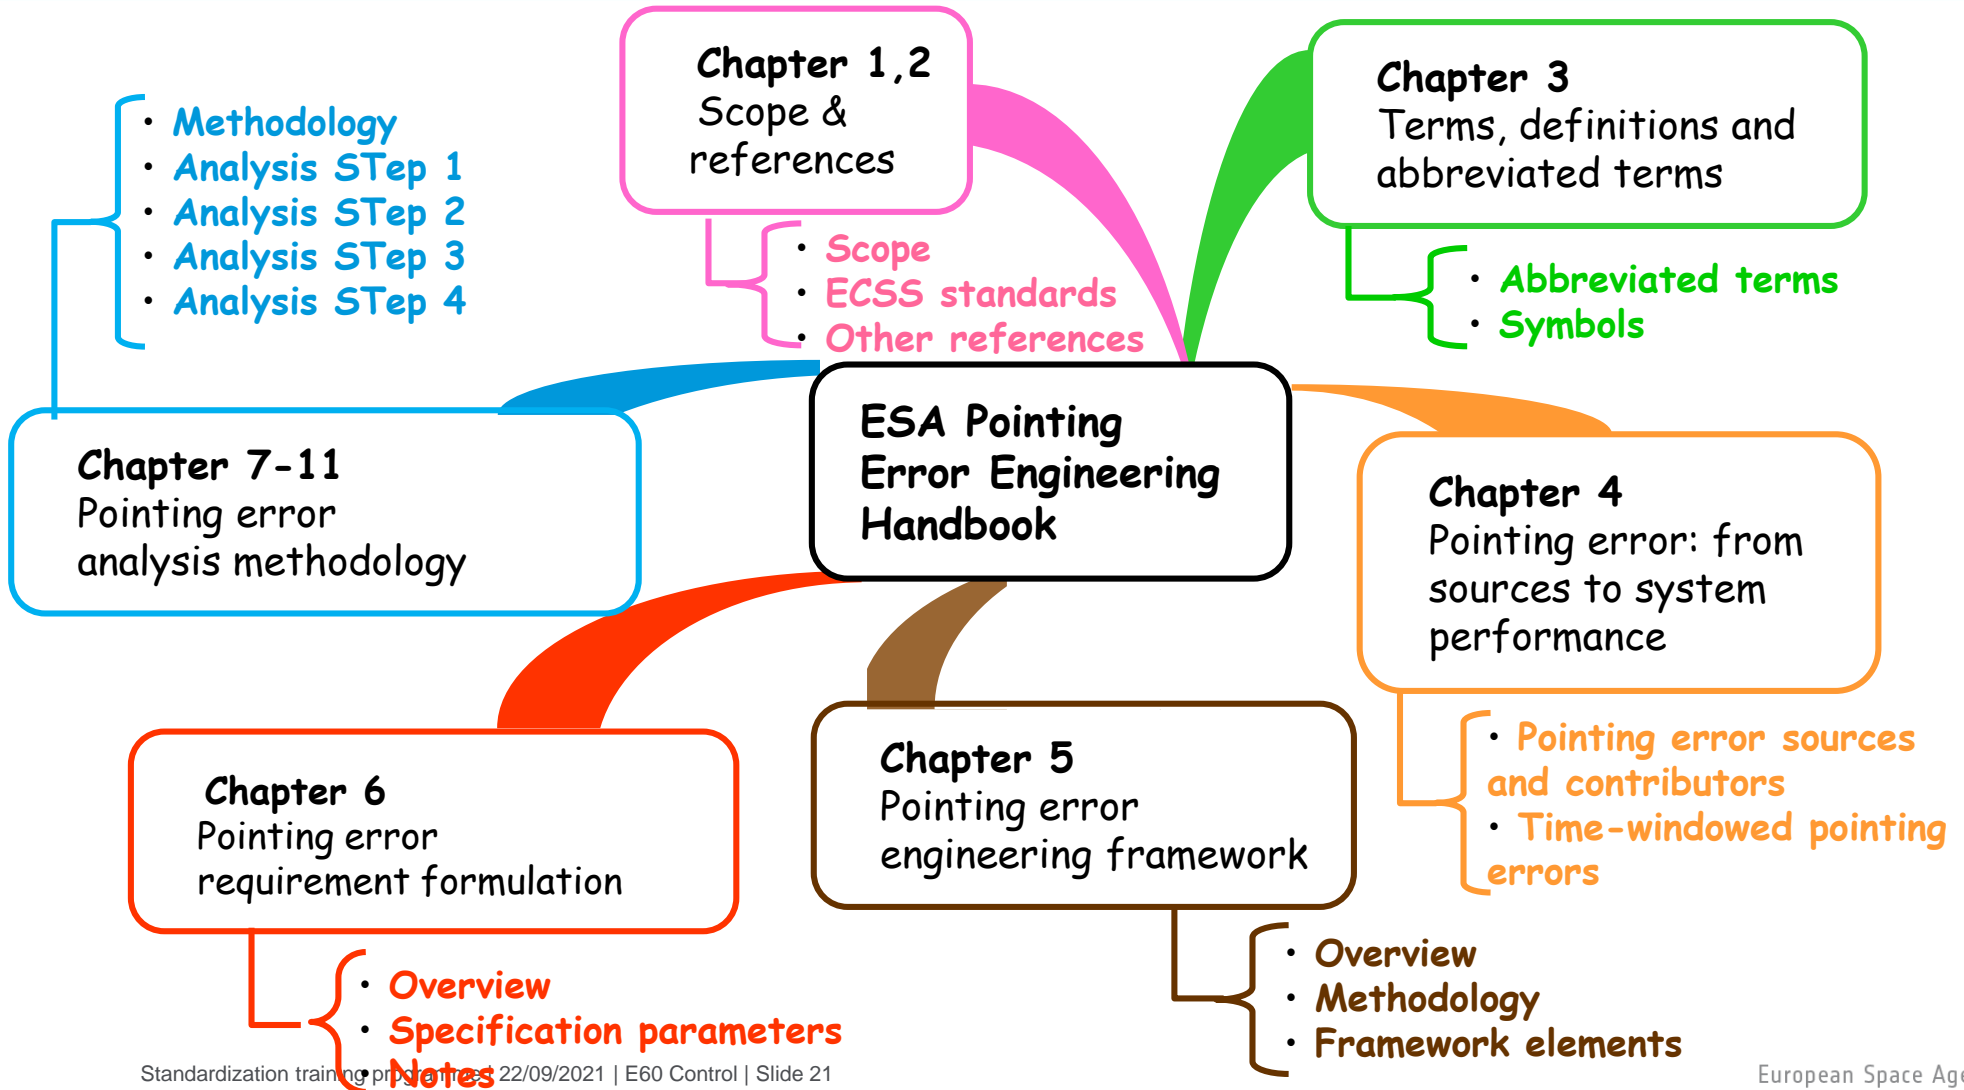 Chapter 1,2
Scope &
references
• Scope
• ECSS standards
• Other references
Chapter 3
Terms, definitions and
abbreviated terms
• Abbreviated terms
• Symbols
• Methodology
• Analysis STep 1
• Analysis STep 2
• Analysis STep 3
• Analysis STep 4
Chapter 7-11
Pointing error
analysis methodology
ESA Pointing
Error Engineering
Handbook
Chapter 4
Pointing error: from
sources to system
performance
• Pointing error sources
and contributors
• Time-windowed pointing
errors
Chapter 6
Pointing error
requirement formulation
• Overview
• Specification parameters
• Notes
Chapter 5
Pointing error
engineering framework
• Overview
• Methodology
• Framework elements
Standardization training programme | 22/09/2021 | E60 Control | Slide 21
European Space Age